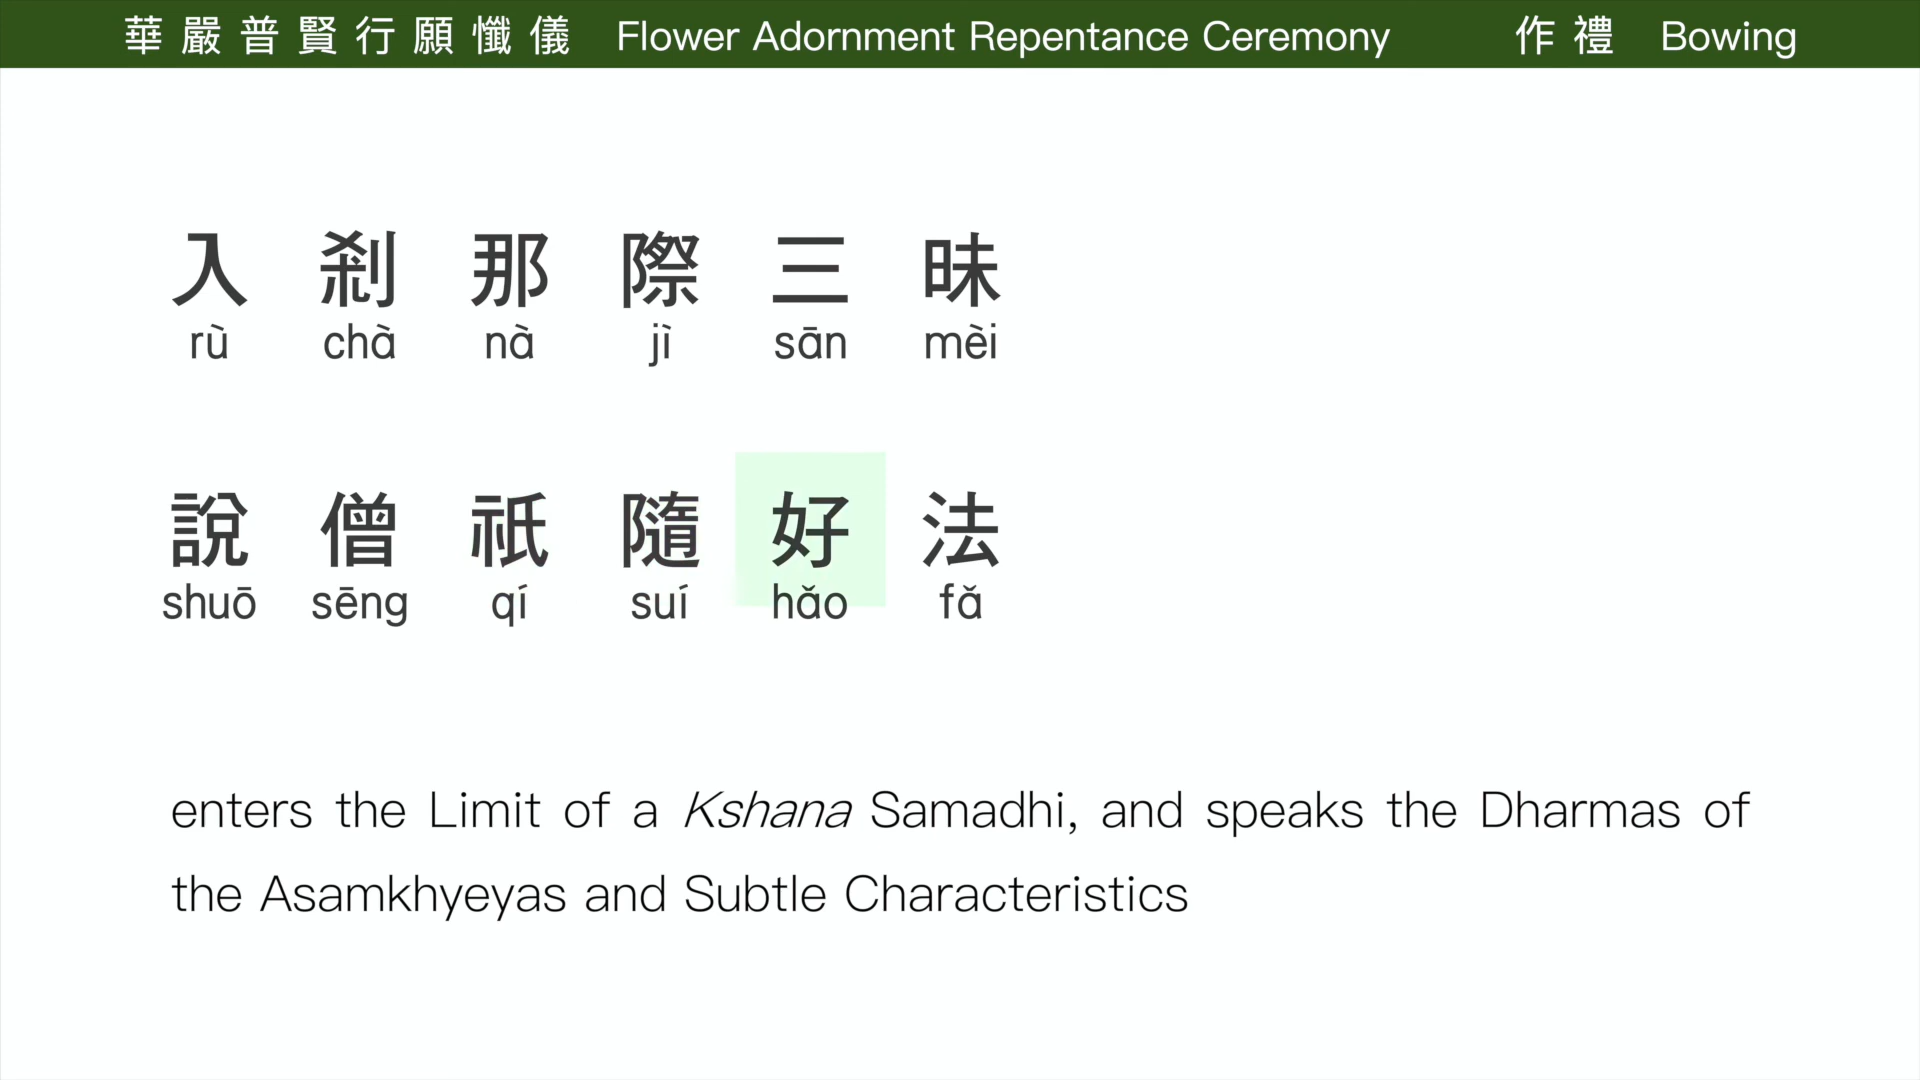 華嚴普賢行願懺儀 Flower Adornment Repentance Ceremony 作禮 Bowing
入剎那際三昧
rù chà nà jì sān mèi
說僧祇隨好法
shuō sēng qí suí hǎo fǎ
enters the Limit of a Kshana Samadhi, and speaks the Dharmas of
the Asamkhyeyas and Subtle Characteristics